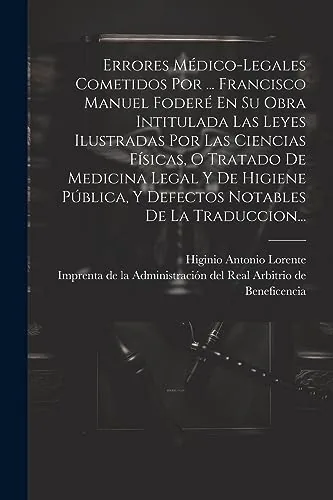 Errores Médico-Legales
Cometidos Por ... Francisco
Manuel Foderé En Su Obra
Intitulada Las Leyes
Ilustradas Por Las Ciencias
Físicas, O Tratado De
Medicina Legal Y De Higiene
Pública, Y Defectos Notables
De La Traduccion...
Higinio Antonio Lorente
Imprenta de la Administración del Real Arbitrio de
Beneficencia